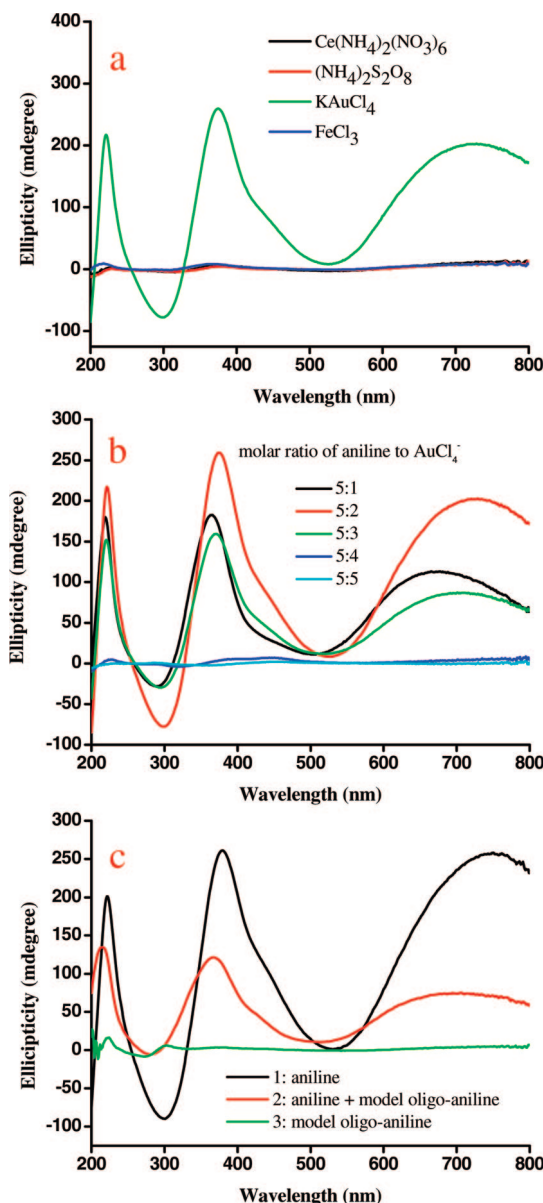 a
400
300
200
100
0
-100
Ellipticity (mdegree)
Ce(NH4)2(NO3)6
(NH4)2S2O8
KAuCl4
FeCl3
200 300 400 500 600 700 800
Wavelength (nm)
b
300
250
200
150
100
50
0
-50
-100
Ellipticity (mdegree)
molar ratio of aniline to AuCl4-
5:1
5:2
5:3
5:4
5:5
200 300 400 500 600 700 800
Wavelength (nm)
c
300
250
200
150
100
50
0
-50
-100
Ellicipticity (mdegree)
1: aniline
2: aniline + model oligo-aniline
3: model oligo-aniline
200 300 400 500 600 700 800
Wavelength (nm)